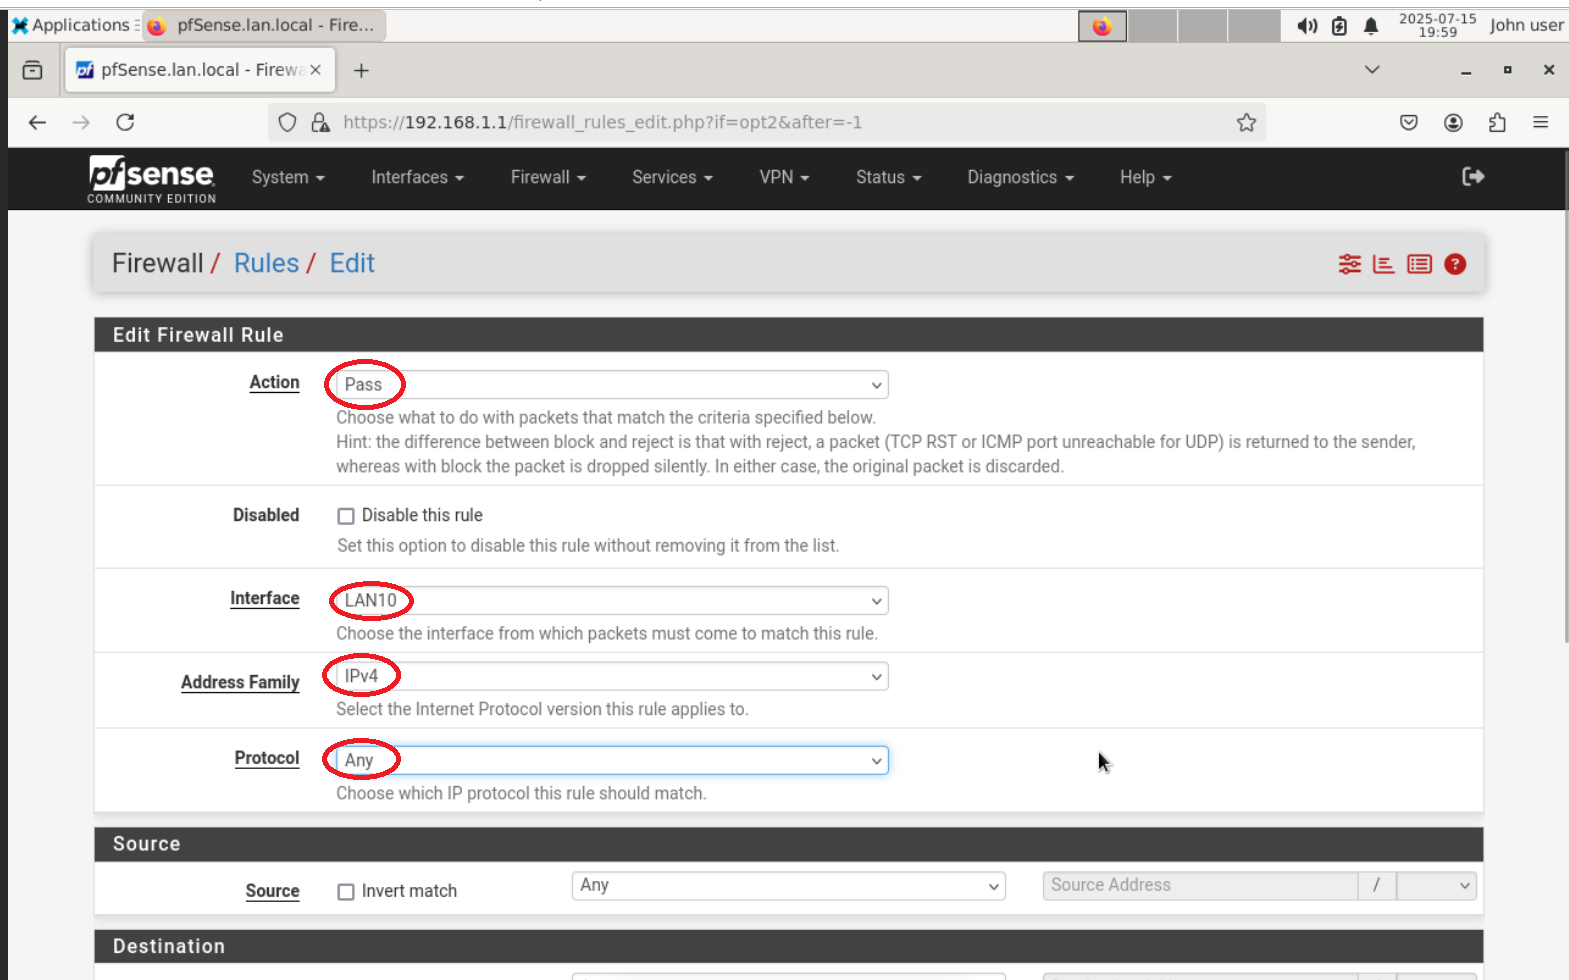 Applications
pfSense.lan.local - Fire...
2025-07-15
19:59
John user
pfSense.lan.local - Firewa
https://192.168.1.1/firewall_rules_edit.php?if=opt2&after=-1
pfsense
COMMUNITY EDITION
System
Interfaces
Firewall
Services
VPN
Status
Diagnostics
Help
Firewall / Rules / Edit
Edit Firewall Rule
Action
Pass
Choose what to do with packets that match the criteria specified below.
Hint: the difference between block and reject is that with reject, a packet (TCP RST or ICMP port unreachable for UDP) is returned to the sender,
whereas with block the packet is dropped silently. In either case, the original packet is discarded.
Disabled
Disable this rule
Set this option to disable this rule without removing it from the list.
Interface
LAN10
Choose the interface from which packets must come to match this rule.
Address Family
IPv4
Select the Internet Protocol version this rule applies to.
Protocol
Any
Choose which IP protocol this rule should match.
Source
Source
Invert match
Any
Source Address
/
Destination